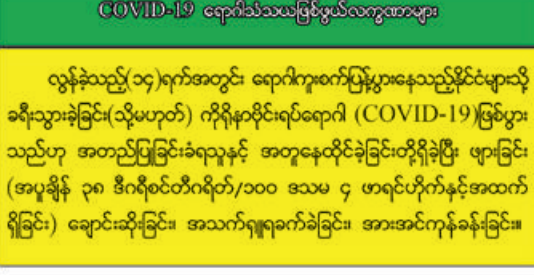 COVID-19 ရောဂါသံသယဖြစ်ဖွယ်လက္ခဏာများ
လွန်ခဲ့သည့်(၁၄)ရက်အတွင်း ရောဂါကူးစက်ပြန့်ပွားနေသည့်နိုင်ငံများသို့
ခရီးသွားခဲ့ခြင်း(သို့မဟုတ်) ကိုရိုနာဗိုင်းရပ်ရောဂါ (COVID-19)ဖြစ်ပွား
သည်ဟု အတည်ပြုခြင်းခံရသူနှင့် အတူနေထိုင်ခဲ့ခြင်းတို့ရှိခဲ့ပြီး ဖျားခြင်း
(အပူချိန် ၃၈ ဒီဂရီစင်တီဂရိတ်/၁၀၀ ဒသမ ၄ ဖာရင်ဟိုက်နှင့်အထက်
ရှိခြင်း) ချောင်းဆိုးခြင်း၊ အသက်ရှူရခက်ခဲခြင်း၊ အားအင်ကုန်ခန်းခြင်း။